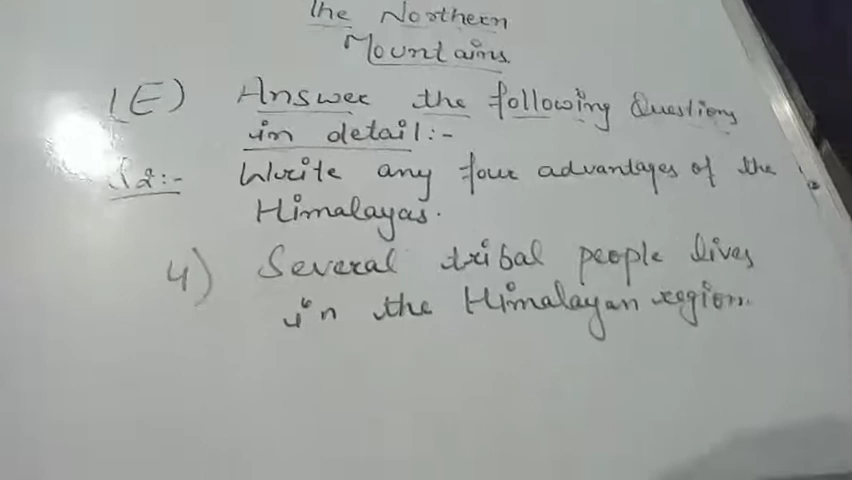 The Northern
Mountains
(E) Answer the following Questions
in detail:-
Q2:- Write any four advantages of the
Himalayas.
4) Several tribal people lives
in the Himalayan region.